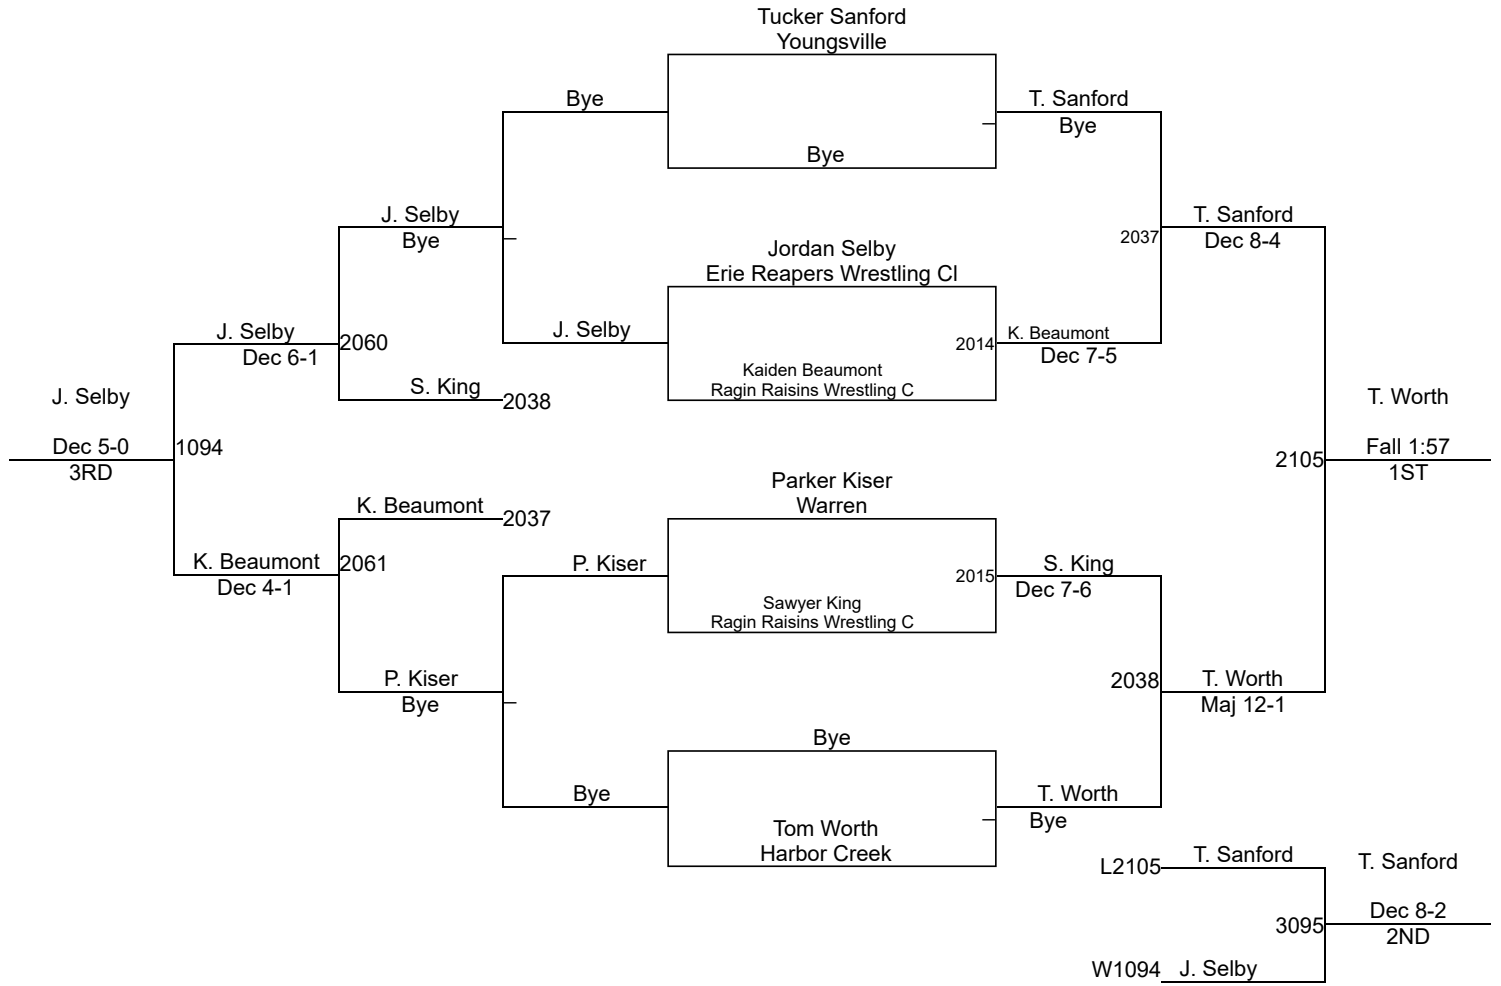 Tucker Sanford
Youngsville
Bye
T. Sanford
Bye
Bye
J. Selby
Bye
T. Sanford
Dec 8-4
2037
Jordan Selby
Erie Reapers Wrestling Cl
J. Selby
Dec 6-1
2060
J. Selby
2014
K. Beaumont
Dec 7-5
Kaiden Beaumont
Ragin Raisins Wrestling C
S. King
2038
J. Selby
Dec 5-0
3RD
1094
T. Worth
Fall 1:57
1ST
2105
Parker Kiser
Warren
K. Beaumont
2037
K. Beaumont
Dec 4-1
2061
P. Kiser
2015
S. King
Dec 7-6
Sawyer King
Ragin Raisins Wrestling C
P. Kiser
Bye
2038
T. Worth
Maj 12-1
Bye
Bye
T. Worth
Bye
Tom Worth
Harbor Creek
L2105
T. Sanford
T. Sanford
Dec 8-2
2ND
3095
W1094
J. Selby